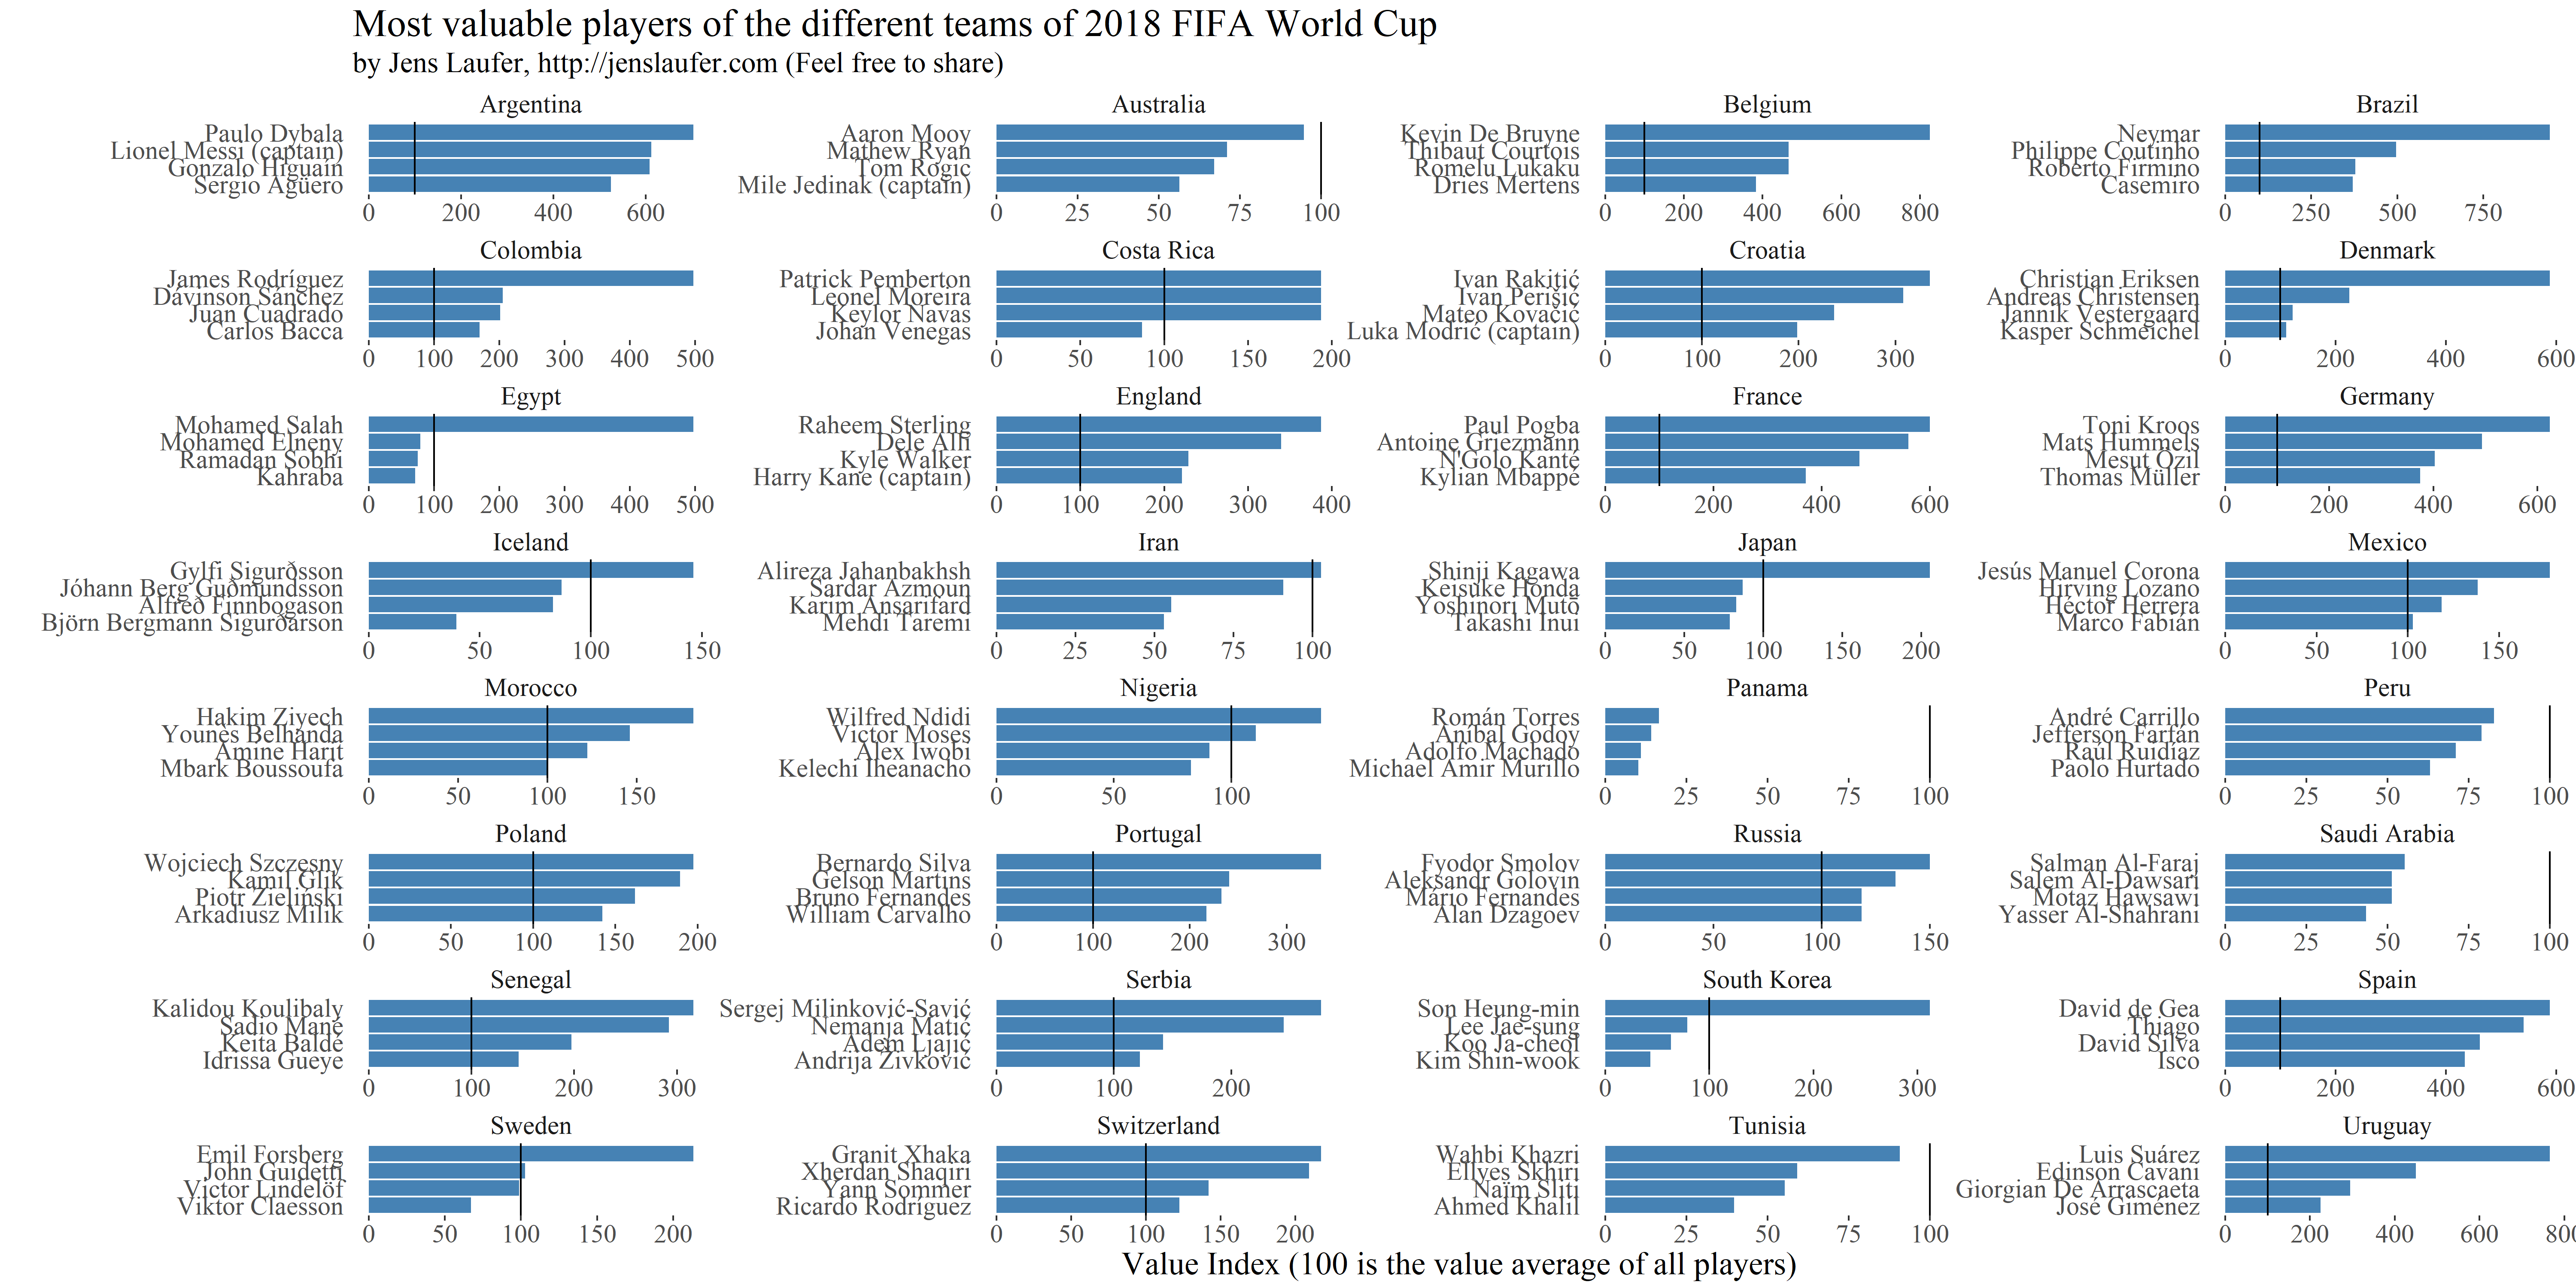 Most valuable players of the different teams of 2018 FIFA World Cup
by Jens Laufer, http://jenslaufer.com (Feel free to share)
Argentina
Paulo Dybala
Lionel Messi (captain)
Gonzalo Higuaín
Sergio Agüero
0 200 400 600
Australia
Aaron Mooy
Mathew Ryan
Tom Rogic
Mile Jedinak (captain)
0 25 50 75 100
Belgium
Kevin De Bruyne
Thibaut Courtois
Romelu Lukaku
Dries Mertens
0 200 400 600 800
Brazil
Neymar
Philippe Coutinho
Roberto Firmino
Casemiro
0 250 500 750
Colombia
James Rodríguez
Dávinson Sánchez
Juan Cuadrado
Carlos Bacca
0 100 200 300 400 500
Costa Rica
Patrick Pemberton
Leonel Moreira
Keylor Navas
Johan Venegas
0 50 100 150 200
Croatia
Ivan Rakitić
Ivan Perišić
Mateo Kovačić
Luka Modrić (captain)
0 100 200 300
Denmark
Christian Eriksen
Andreas Christensen
Jannik Vestergaard
Kasper Schmeichel
0 200 400 600
Egypt
Mohamed Salah
Mohamed Elneny
Ramadan Sobhi
Kahraba
0 100 200 300 400 500
England
Raheem Sterling
Dele Alli
Kyle Walker
Harry Kane (captain)
0 100 200 300 400
France
Paul Pogba
Antoine Griezmann
N'Golo Kanté
Kylian Mbappé
0 200 400 600
Germany
Toni Kroos
Mats Hummels
Mesut Özil
Thomas Müller
0 200 400 600
Iceland
Gylfi Sigurðsson
Jóhann Berg Guðmundsson
Alfreð Finnbogason
Björn Bergmann Sigurðarson
0 50 100 150
Iran
Alireza Jahanbakhsh
Sardar Azmoun
Karim Ansarifard
Mehdi Taremi
0 25 50 75 100
Japan
Shinji Kagawa
Keisuke Honda
Yoshinori Mutō
Takashi Inui
0 50 100 150 200
Mexico
Jesús Manuel Corona
Hirving Lozano
Héctor Herrera
Marco Fabián
0 50 100 150
Morocco
Hakim Ziyech
Younès Belhanda
Amine Harit
Mbark Boussoufa
0 50 100 150
Nigeria
Wilfred Ndidi
Victor Moses
Alex Iwobi
Kelechi Iheanacho
0 50 100
Panama
Román Torres
Aníbal Godoy
Adolfo Machado
Michael Amir Murillo
0 25 50 75 100
Peru
André Carrillo
Jefferson Farfán
Raúl Ruidíaz
Paolo Hurtado
0 25 50 75 100
Poland
Wojciech Szczesny
Kamil Glik
Piotr Zieliński
Arkadiusz Milik
0 50 100 150 200
Portugal
Bernardo Silva
Gelson Martins
Bruno Fernandes
William Carvalho
0 100 200 300
Russia
Fyodor Smolov
Aleksandr Golovin
Mário Fernandes
Alan Dzagoev
0 50 100 150
Saudi Arabia
Salman Al-Faraj
Salem Al-Dawsari
Motaz Hawsawi
Yasser Al-Shahrani
0 25 50 75 100
Senegal
Kalidou Koulibaly
Sadio Mané
Keita Baldé
Idrissa Gueye
0 100 200 300
Serbia
Sergej Milinković-Savić
Nemanja Matić
Adem Ljajić
Andrija Živković
0 100 200
South Korea
Son Heung-min
Lee Jae-sung
Koo Ja-cheol
Kim Shin-wook
0 100 200 300
Spain
David de Gea
Thiago
David Silva
Isco
0 200 400 600
Sweden
Emil Forsberg
John Guidetti
Victor Lindelöf
Viktor Claesson
0 50 100 150 200
Switzerland
Granit Xhaka
Xherdan Shaqiri
Yann Sommer
Ricardo Rodríguez
0 50 100 150 200
Tunisia
Wahbi Khazri
Ellyes Skhiri
Naïm Sliti
Ahmed Khalil
0 25 50 75 100
Uruguay
Luis Suárez
Edinson Cavani
Giorgian De Arrascaeta
José Giménez
0 200 400 600 800
Value Index (100 is the value average of all players)